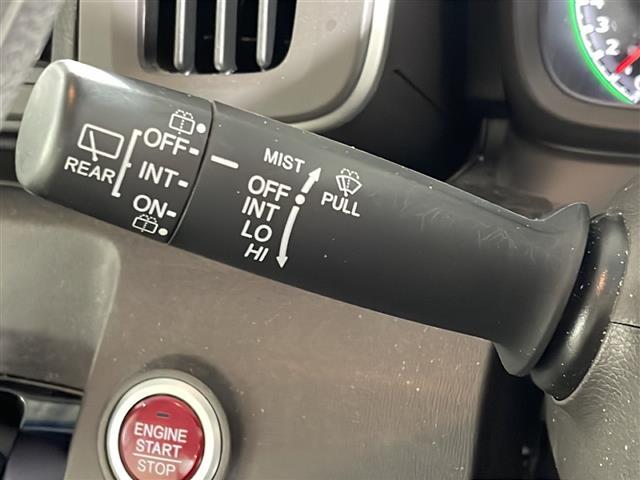 REAR
OFF
INT
ON
MIST
OFF
INT
LO
HI
PULL
ENGINE
START
STOP